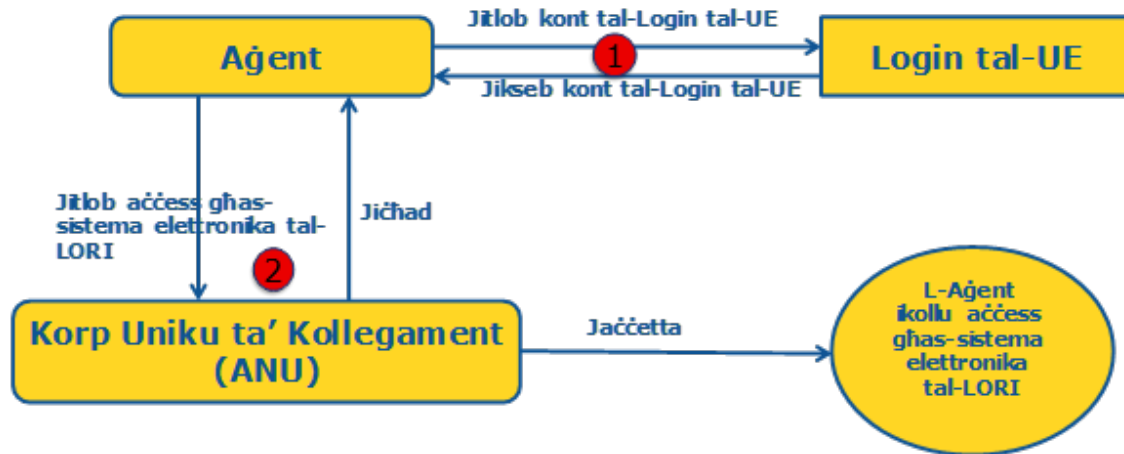 Jitlob kont tal-Login tal-UE
Aġent
1
Login tal-UE
Jikseb kont tal-Login tal-UE
Jitlob aċċess għas-
sistema elettronika tal-
LORI
Jiċħad
2
Korp Uniku ta’ Kollegament
(ANU)
Jaċċetta
L-Aġent
ikollu aċċess
għas-sistema
elettronika
tal-LORI